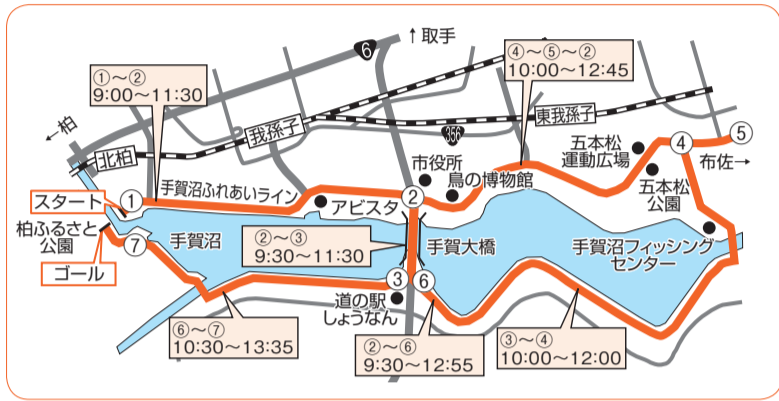 6
↑取手
④〜⑤〜②
10:00〜12:45
①〜②
9:00〜11:30
←柏
我孫子
356
東我孫子
北柏
五本松
運動広場
④
⑤
布佐→
市役所
鳥の博物館
五本松
公園
スタート
①
手賀沼ふれあいライン
アビスタ
②
柏ふるさと
公園
⑦
手賀沼
②〜③
9:30〜11:30
手賀大橋
手賀沼フィッシング
センター
ゴール
③
⑥
道の駅
しょうなん
⑥〜⑦
10:30〜13:35
②〜⑥
9:30〜12:55
③〜④
10:00〜12:00